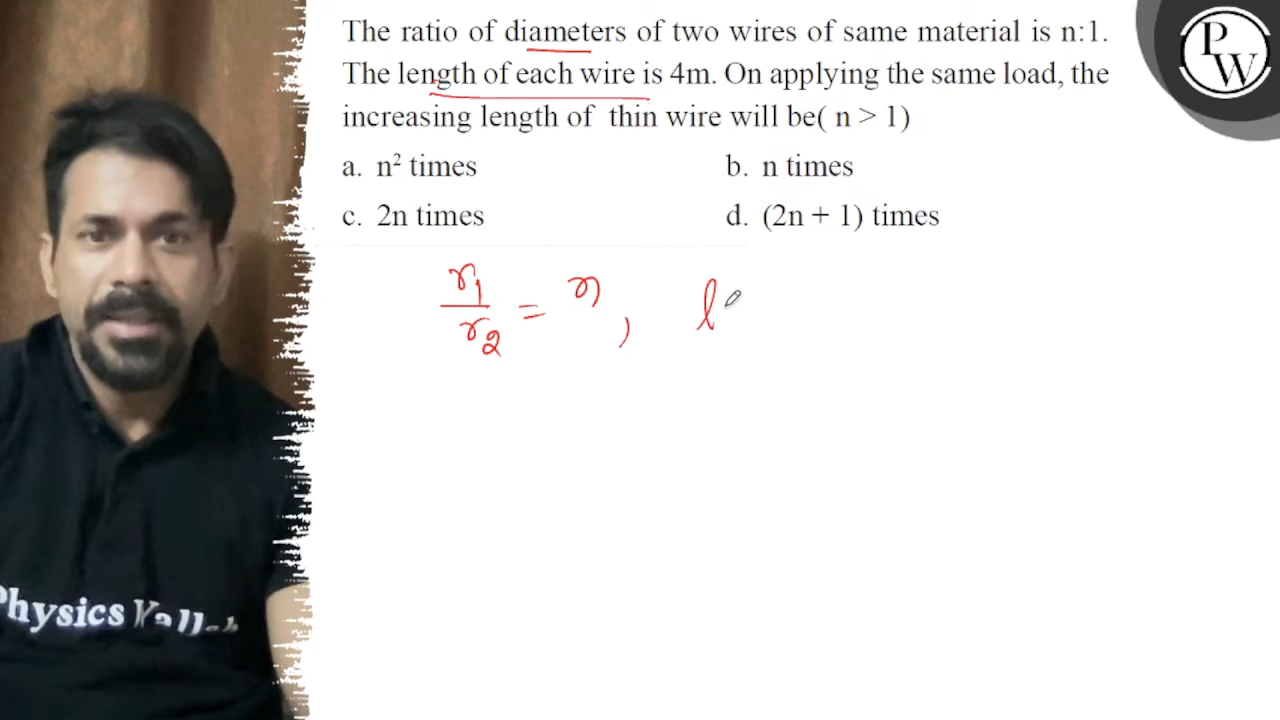 The ratio of diameters of two wires of same material is n:1.
The length of each wire is 4m. On applying the same load, the
increasing length of thin wire will be( n > 1)
a. n² times
b. n times
c. 2n times
d. (2n + 1) times
r₁/r₂ = n, l
P
W
Physics Wallah